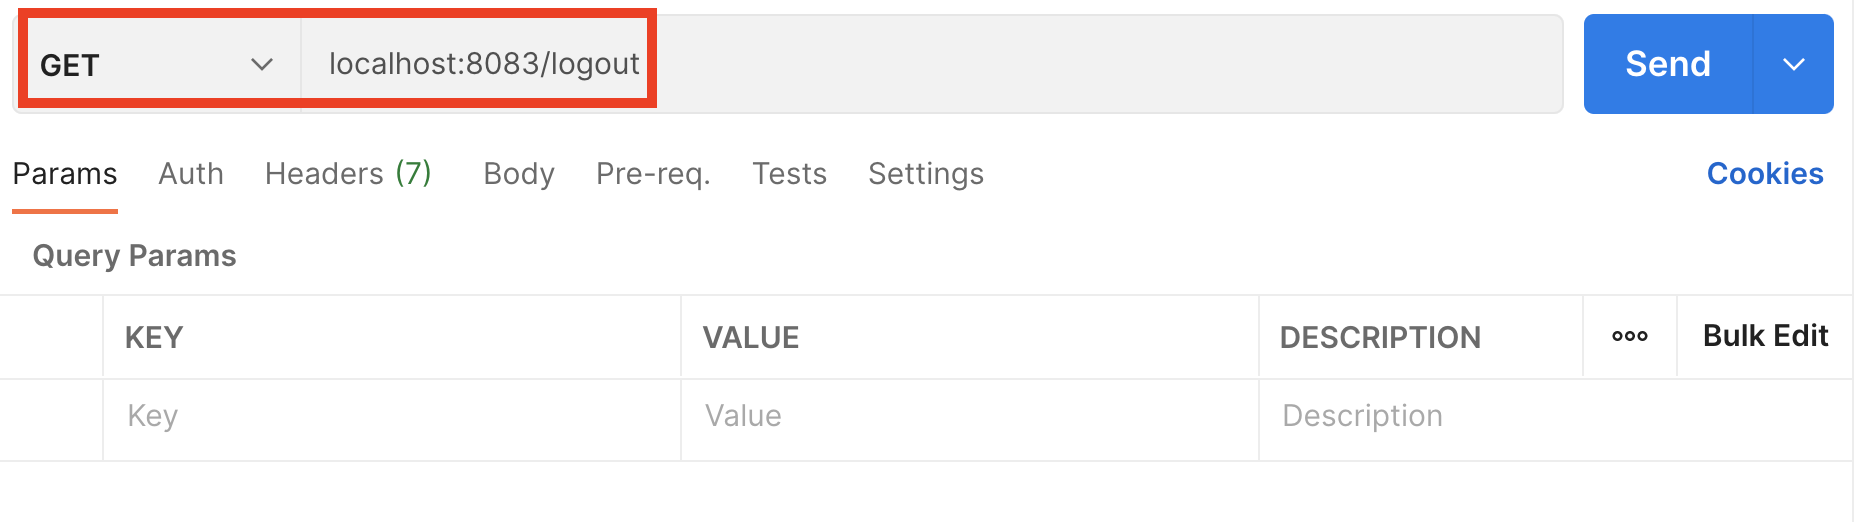 GET localhost:8083/logout Send
Params Auth Headers (7) Body Pre-req. Tests Settings Cookies
Query Params
KEY VALUE DESCRIPTION ooo Bulk Edit
Key Value Description